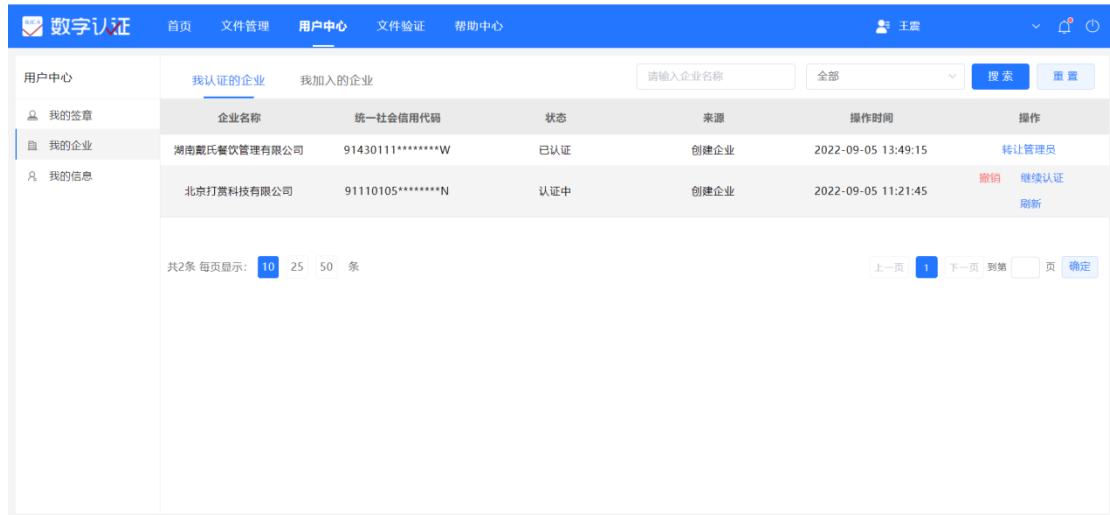 BJCA 数字认证 首页 文件管理 用户中心 文件验证 帮助中心 王震
用户中心
我的签章
我的企业
我的信息
我认证的企业 我加入的企业 请输入企业名称 全部 搜索 重置
企业名称 统一社会信用代码 状态 来源 操作时间 操作
湖南戴氏餐饮管理有限公司 91430111********W 已认证 创建企业 2022-09-05 13:49:15 转让管理员
北京打赏科技有限公司 91110105********N 认证中 创建企业 2022-09-05 11:21:45 撤销 继续认证
刷新
共2条 每页显示: 10 25 50 条 上一页 1 下一页 到第 页 确定